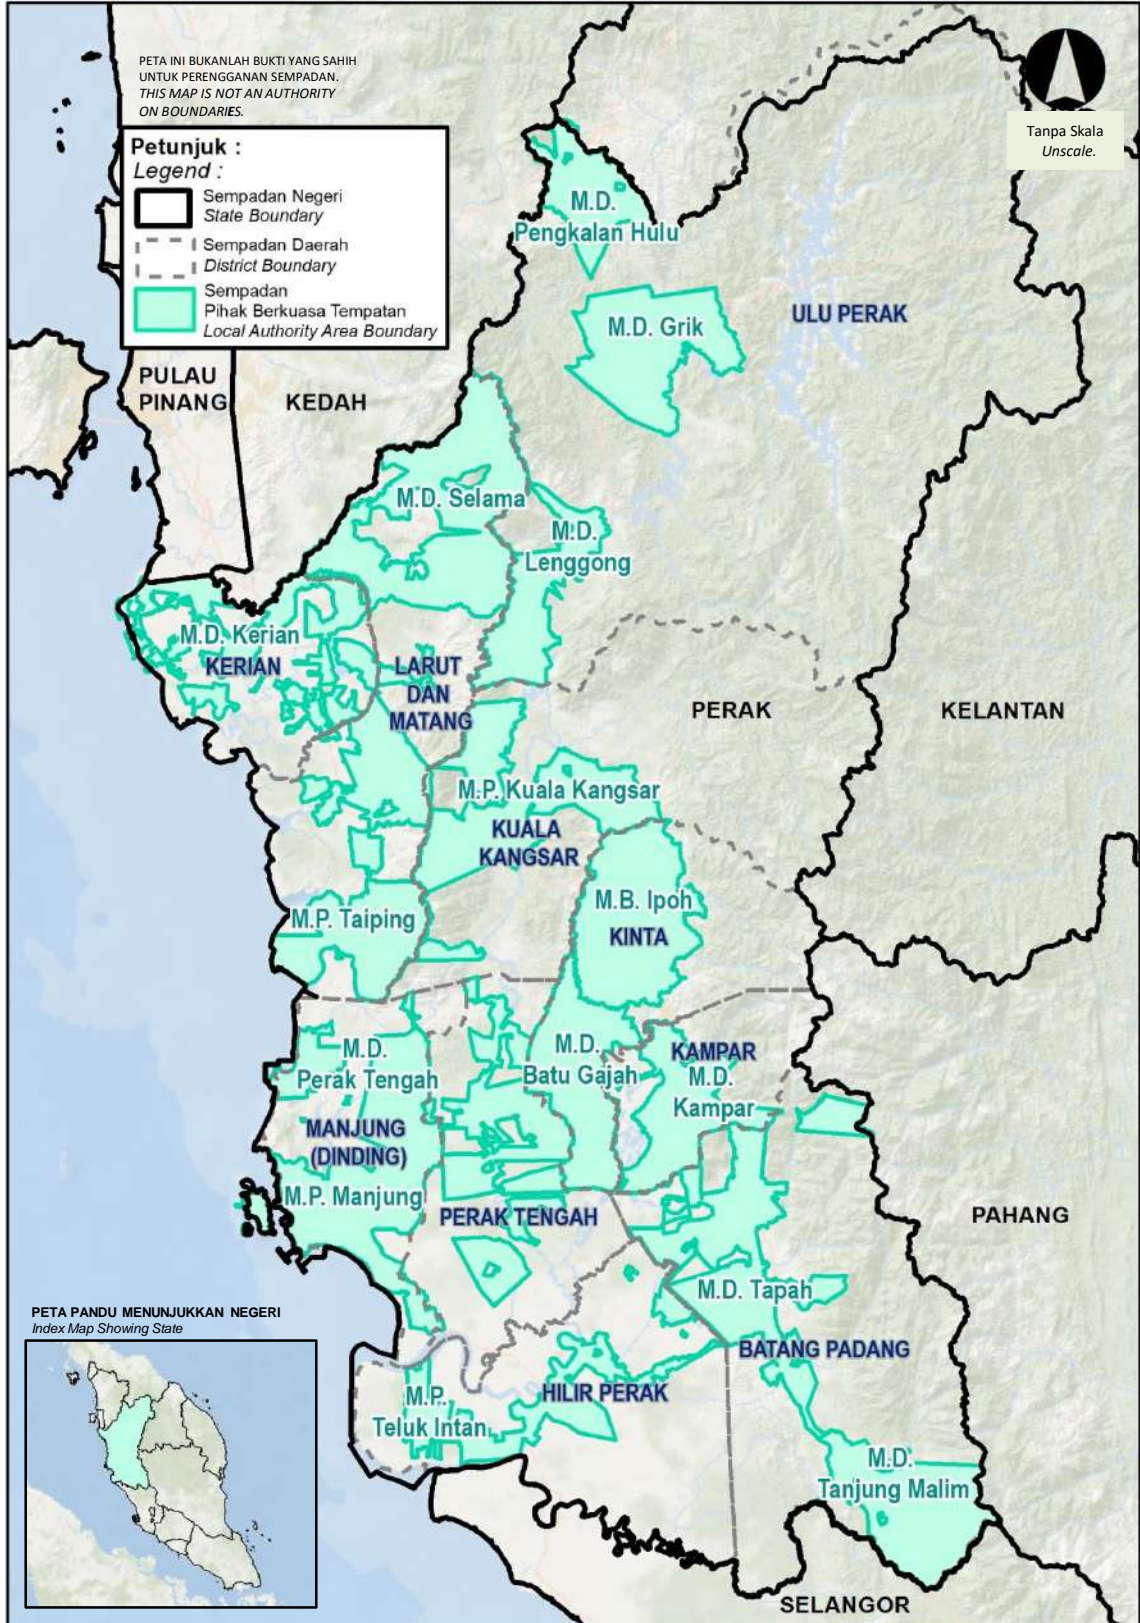 PETA INI BUKANLAH BUKTI YANG SAHIH
UNTUK PERENGGANAN SEMPADAN.
THIS MAP IS NOT AN AUTHORITY
ON BOUNDARIES.
Tanpa Skala
Unscale.
Petunjuk :
Legend :
Sempadan Negeri
State Boundary
Sempadan Daerah
District Boundary
Sempadan
Pihak Berkuasa Tempatan
Local Authority Area Boundary
M.D.
Pengkalan Hulu
M.D. Grik
ULU PERAK
PULAU
PINANG
KEDAH
M.D. Selama
M.D.
Lenggong
M.D. Kerian
KERIAN
LARUT
DAN
MATANG
PERAK
KELANTAN
M.P. Kuala Kangsar
KUALA
KANGSAR
M.B. Ipoh
KINTA
M.P. Taiping
M.D.
Perak Tengah
M.D.
Batu Gajah
KAMPAR
M.D.
Kampar
MANJUNG
(DINDING)
M.P. Manjung
PERAK TENGAH
PAHANG
M.D. Tapah
BATANG PADANG
HILIR PERAK
M.P.
Teluk Intan
M.D.
Tanjung Malim
SELANGOR
PETA PANDU MENUNJUKKAN NEGERI
Index Map Showing State